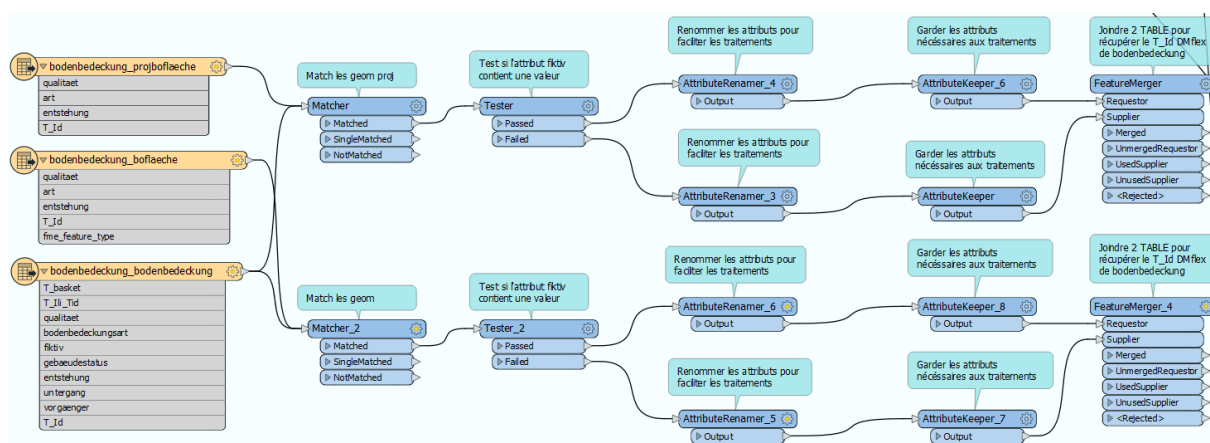 bodenbedeckung_projboflaeche
qualitaet
art
entstehung
T_Id
bodenbedeckung_boflaeche
qualitaet
art
entstehung
T_Id
fme_feature_type
bodenbedeckung_bodenbedeckung
T_basket
T_Ili_Tid
qualitaet
bodenbedeckungsart
fiktiv
gebaeudestatus
entstehung
untergang
vorgaenger
T_Id
Match les geom proj
Matcher
Matched
SingleMatched
NotMatched
Test si l'attribut fiktiv
contient une valeur
Tester
Passed
Failed
Renommer les attributs pour
faciliter les traitements
AttributeRenamer_4
Output
Garder les attributs
nécessaires aux traitements
AttributeKeeper_6
Output
Joindre 2 TABLE pour
récupérer le T_Id DMflex
de bodenbedeckung
FeatureMerger
Requestor
Supplier
Merged
UnmergedRequestor
UsedSupplier
UnusedSupplier
<Rejected>
Renommer les attributs pour
faciliter les traitements
AttributeRenamer_3
Output
Garder les attributs
nécessaires aux traitements
AttributeKeeper
Output
Match les geom
Matcher_2
Matched
SingleMatched
NotMatched
Test si l'attribut fiktiv
contient une valeur
Tester_2
Passed
Failed
Renommer les attributs pour
faciliter les traitements
AttributeRenamer_6
Output
Garder les attributs
nécessaires aux traitements
AttributeKeeper_8
Output
Joindre 2 TABLE pour
récupérer le T_Id DMflex
de bodenbedeckung
FeatureMerger_4
Requestor
Supplier
Merged
UnmergedRequestor
UsedSupplier
UnusedSupplier
<Rejected>
Renommer les attributs pour
faciliter les traitements
AttributeRenamer_5
Output
Garder les attributs
nécessaires aux traitements
AttributeKeeper_7
Output